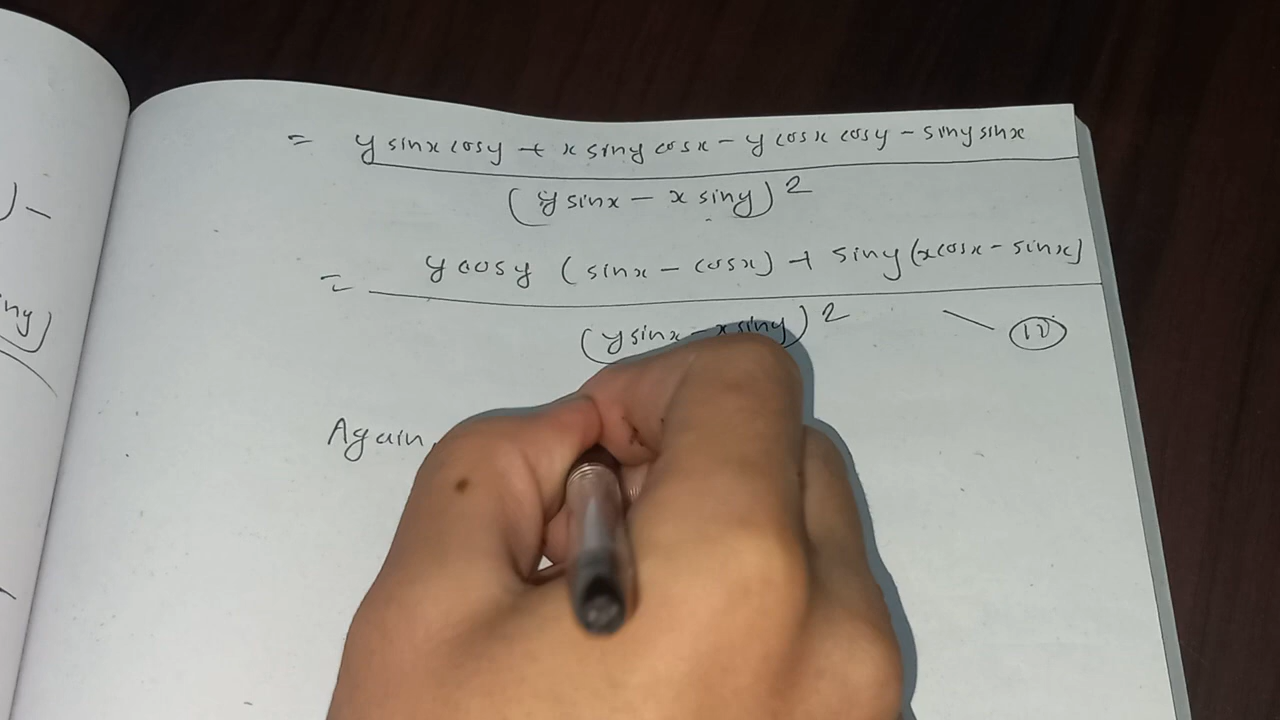 ) -
ing)
= y sinx cosy + x siny cosx - y cosx cosy - siny sinx
(y sinx - x siny)2
= y cosy (sinx - cosx) + siny (xcosx - sinx)
(y sinx - x siny)2
Again,